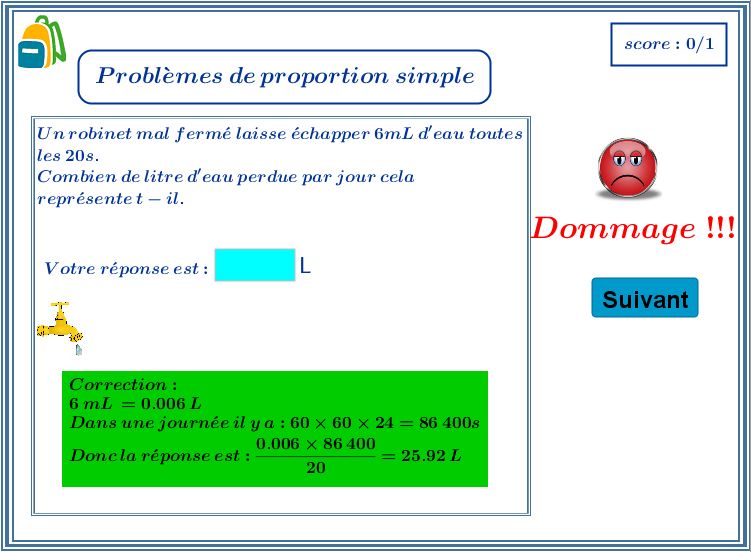 score : 0/1
Problèmes de proportion simple
Un robinet mal fermé laisse échapper 6mL d'eau toutes
les 20s.
Combien de litre d'eau perdue par jour cela
représente t − il.
Dommage !!!
Votre réponse est : L
Suivant
Correction :
6 mL = 0.006 L
Dans une journée il y a : 60 × 60 × 24 = 86 400s
Donc la réponse est : \frac{0.006 × 86 400}{20} = 25.92 L